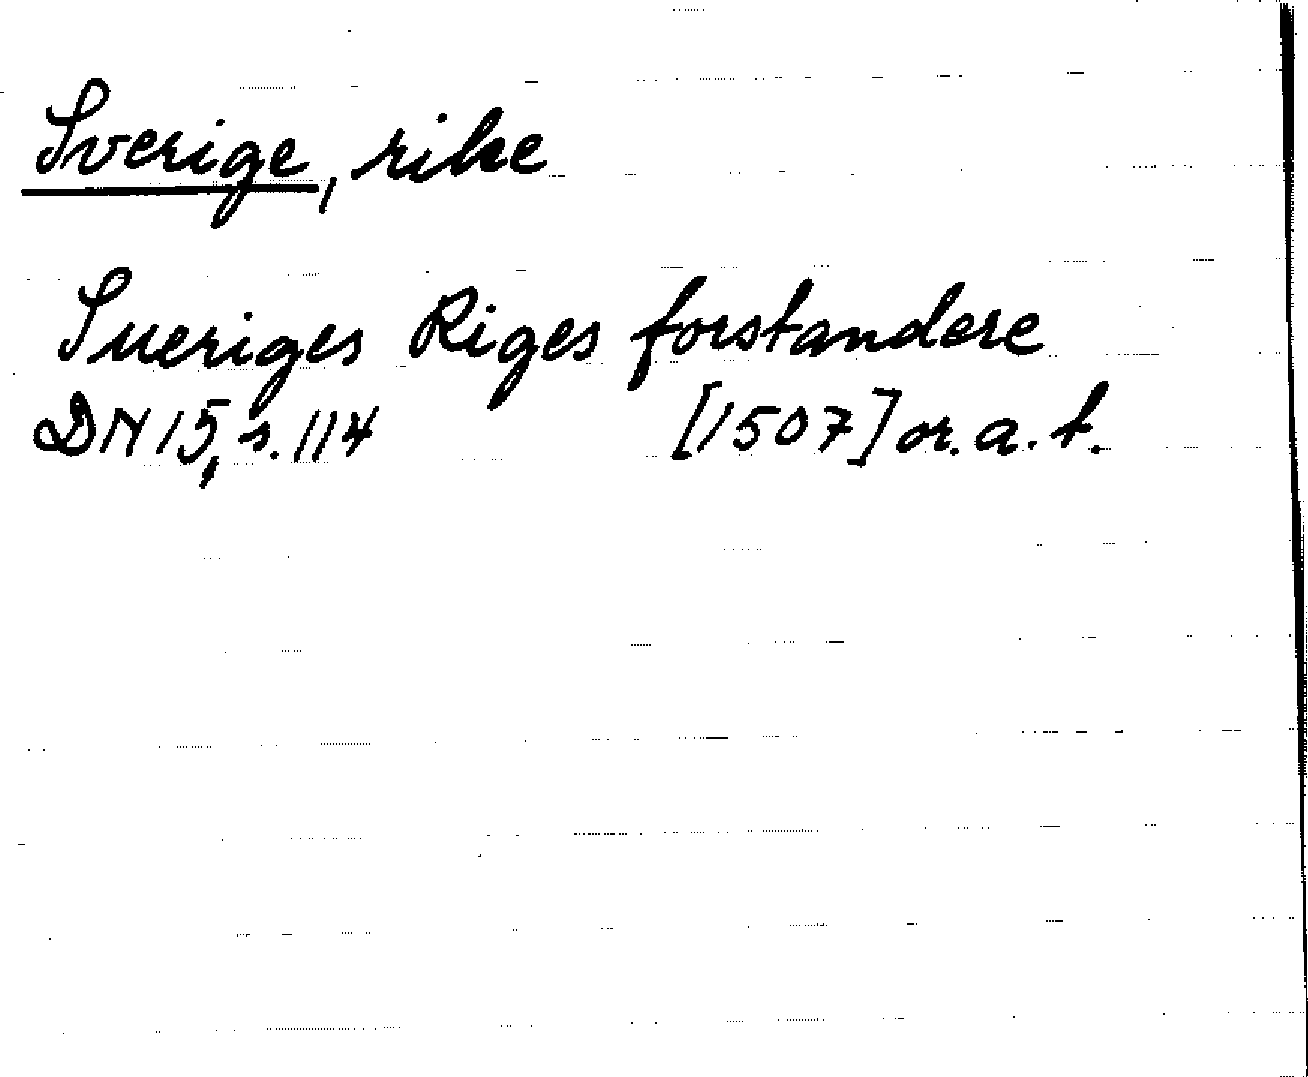 Sverige, rike
Sueriges Riges forstandere
DN 15, s. 114 [1507] or. a. t.